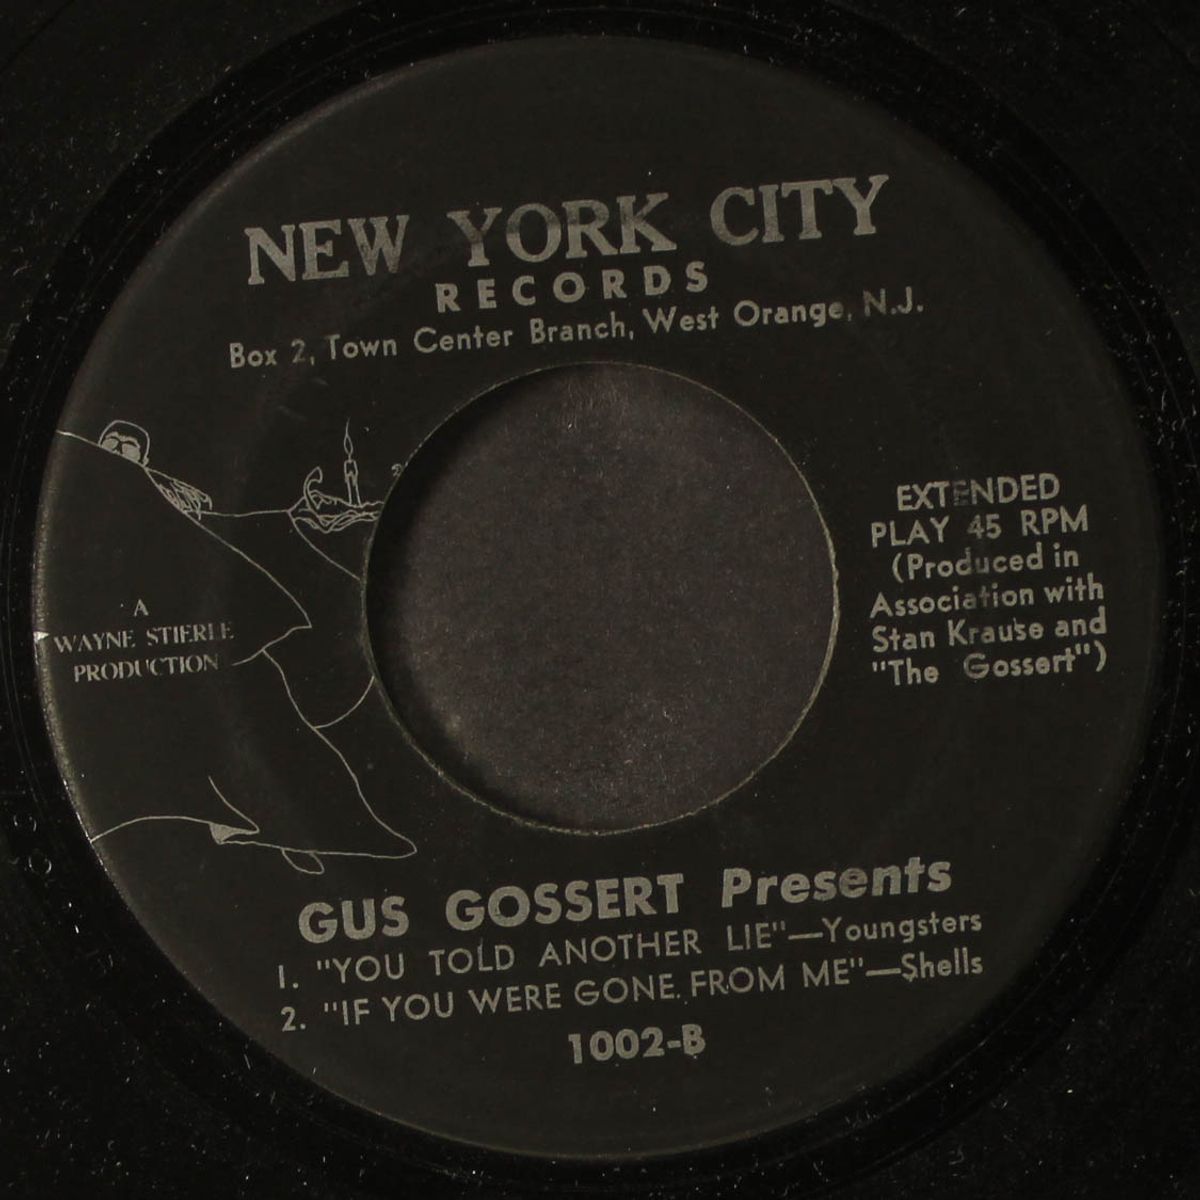 NEW YORK CITY
RECORDS
Box 2, Town Center Branch, West Orange, N.J.
EXTENDED
PLAY 45 RPM
(Produced in
Association with
Stan Krause and
"The Gossert")
A
WAYNE STIERLE
PRODUCTION
GUS GOSSERT Presents
1. "YOU TOLD ANOTHER LIE"—Youngsters
2. "IF YOU WERE GONE FROM ME"—Shells
1002-B